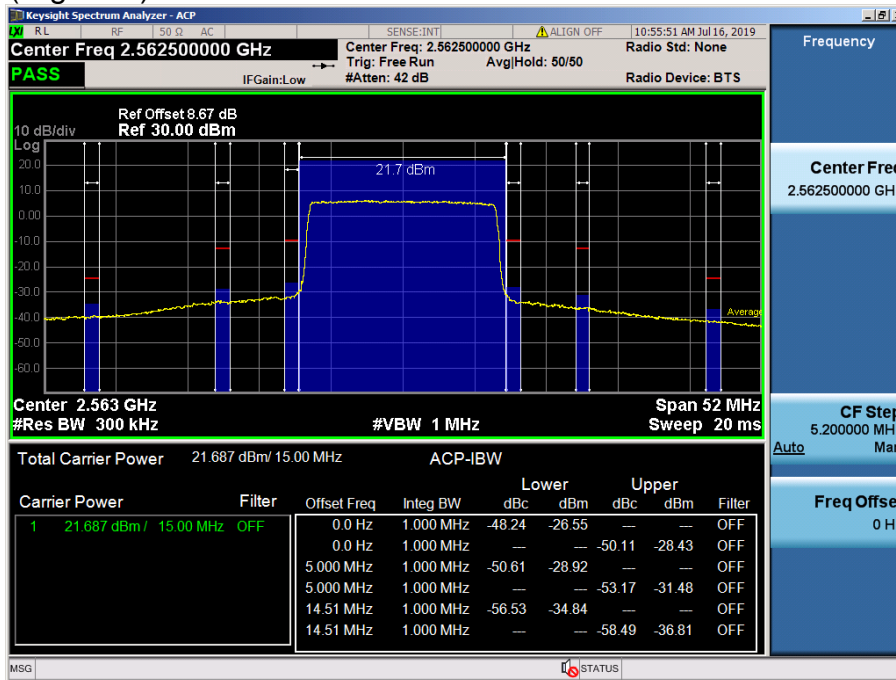 Keysight Spectrum Analyzer - ACP
LXI RL RF 50 Ω AC SENSE:INT ALIGN OFF 10:55:51 AM Jul 16, 2019
Center Freq 2.562500000 GHz
PASS
IFGain:Low
Center Freq: 2.562500000 GHz
Trig: Free Run Avg|Hold: 50/50
#Atten: 42 dB
Radio Std: None
Radio Device: BTS
Ref Offset 8.67 dB
10 dB/div Ref 30.00 dBm
Log
20.0
10.0
0.00
-10.0
-20.0
-30.0
-40.0
-50.0
-60.0
21.7 dBm
Average
Center 2.563 GHz Span 52 MHz
#Res BW 300 kHz #VBW 1 MHz Sweep 20 ms
Total Carrier Power 21.687 dBm/ 15.00 MHz ACP-IBW
Lower Upper
Carrier Power Filter Offset Freq Integ BW dBc dBm dBc dBm Filter
1 21.687 dBm / 15.00 MHz OFF
0.0 Hz 1.000 MHz -48.24 -26.55 --- --- OFF
0.0 Hz 1.000 MHz --- --- -50.11 -28.43 OFF
5.000 MHz 1.000 MHz -50.61 -28.92 --- --- OFF
5.000 MHz 1.000 MHz --- --- -53.17 -31.48 OFF
14.51 MHz 1.000 MHz -56.53 -34.84 --- --- OFF
14.51 MHz 1.000 MHz --- --- -58.49 -36.81 OFF
MSG STATUS
Frequency
Center Fre
2.562500000 GH
CF Step
5.200000 MH
Auto Ma
Freq Offse
0 H